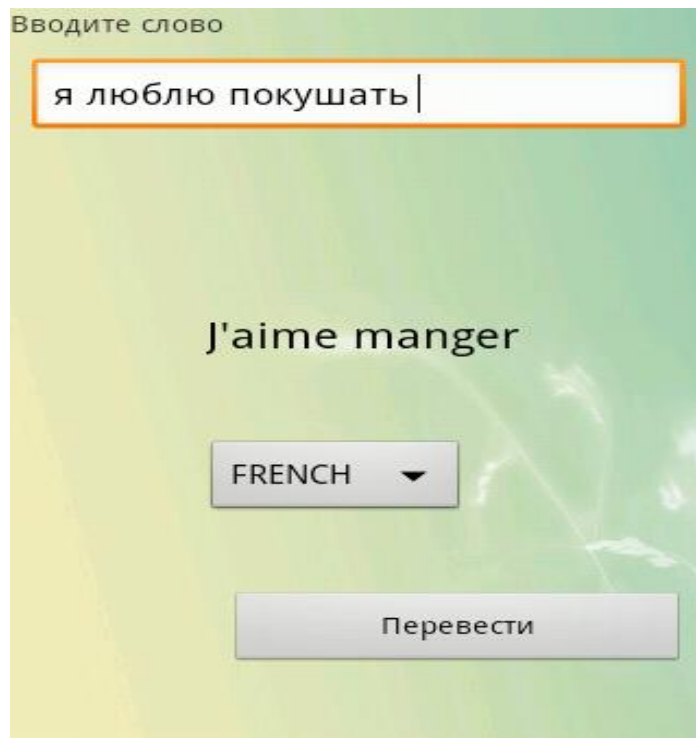 Вводите слово
я люблю покушать
J'aime manger
FRENCH
Перевести